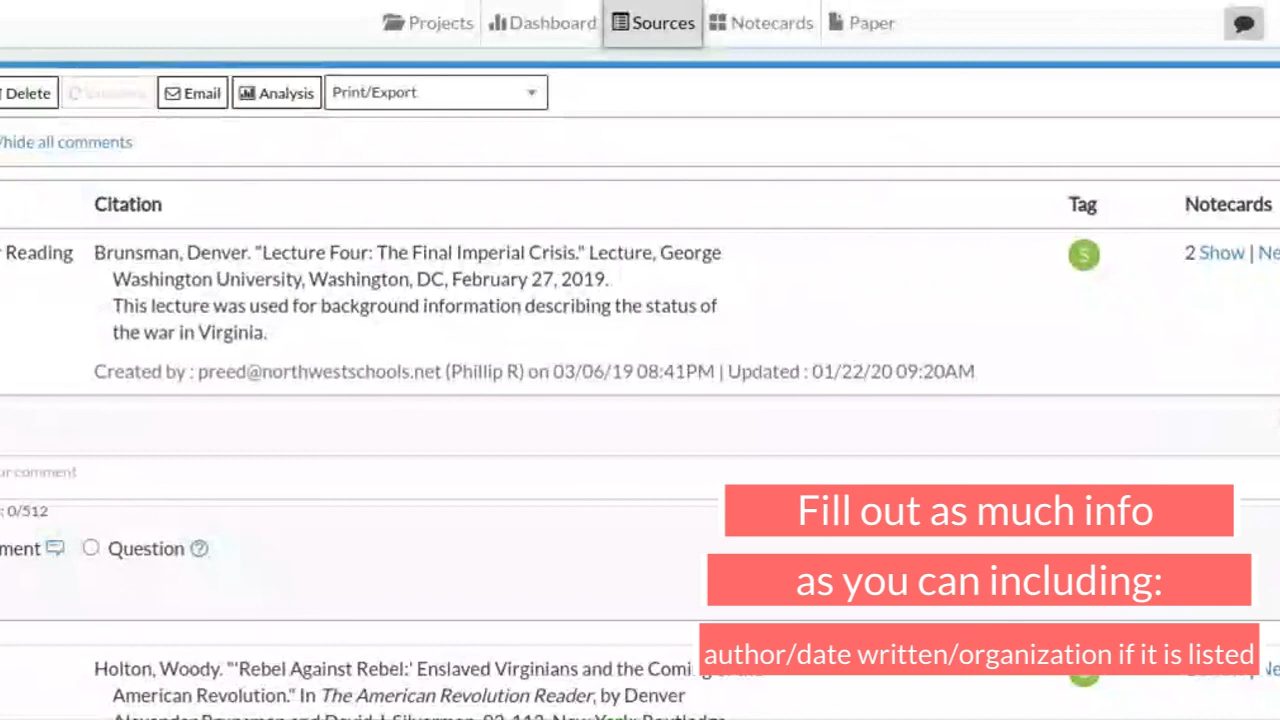 Projects Dashboard Sources Notecards Paper
Delete Email Analysis Print/Export
/hide all comments
Citation Tag Notecards
Reading Brunsman, Denver. "Lecture Four: The Final Imperial Crisis." Lecture, George S 2 Show | Ne
Washington University, Washington, DC, February 27, 2019.
This lecture was used for background information describing the status of
the war in Virginia.
Created by : preed@northwestschools.net (Phillip R) on 03/06/19 08:41PM | Updated : 01/22/20 09:20AM
ur comment
: 0/512
ment Question ?
Fill out as much info
as you can including:
author/date written/organization if it is listed
Holton, Woody. "'Rebel Against Rebel:' Enslaved Virginians and the Comi
American Revolution." In The American Revolution Reader, by Denver